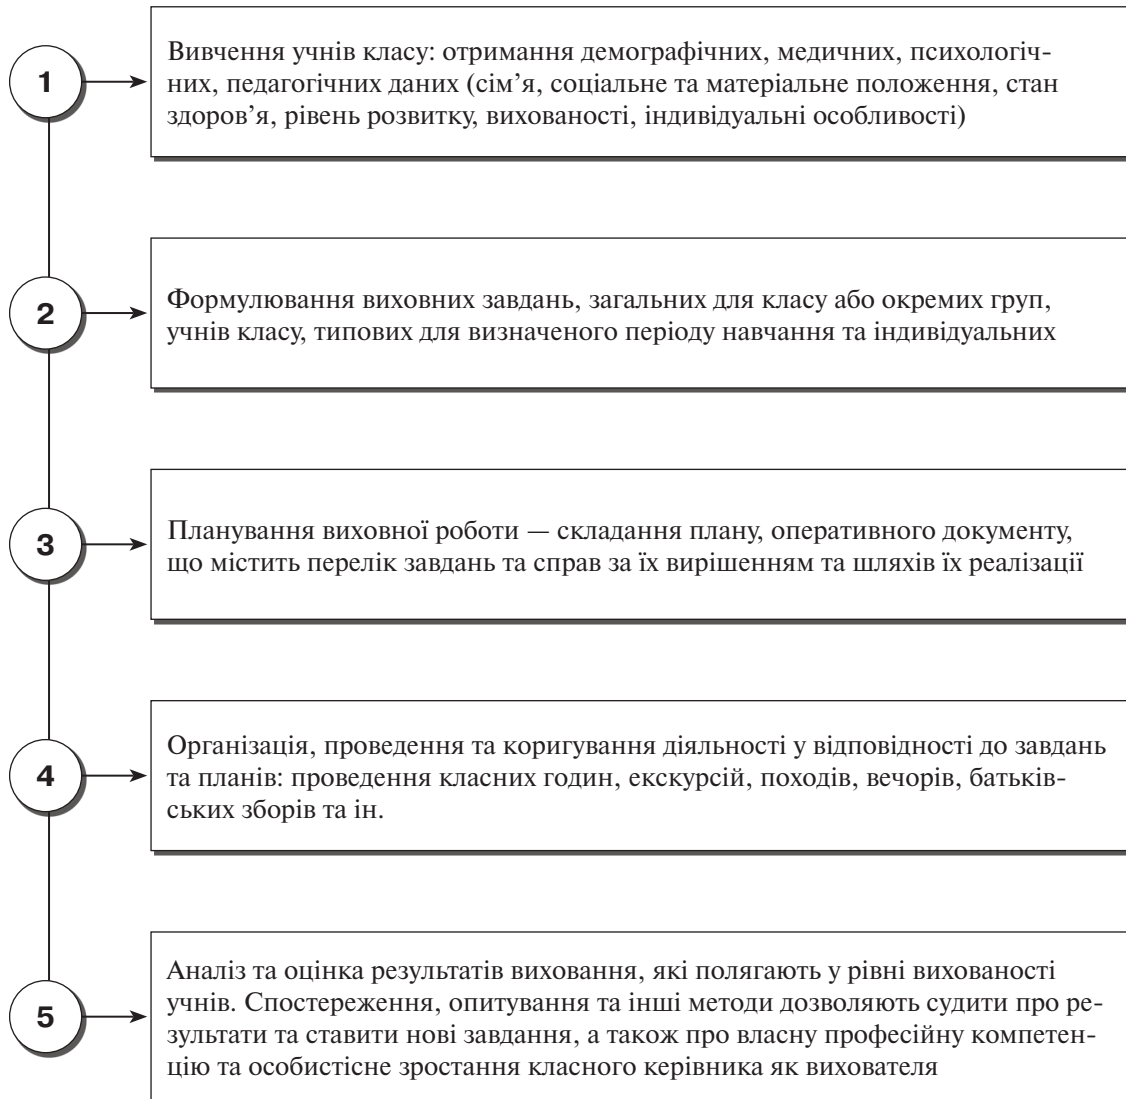 1
Вивчення учнів класу: отримання демографічних, медичних, психологіч-
них, педагогічних даних (сім’я, соціальне та матеріальне положення, стан
здоров’я, рівень розвитку, вихованості, індивідуальні особливості)
2
Формулювання виховних завдань, загальних для класу або окремих груп,
учнів класу, типових для визначеного періоду навчання та індивідуальних
3
Планування виховної роботи — складання плану, оперативного документу,
що містить перелік завдань та справ за їх вирішенням та шляхів їх реалізації
4
Організація, проведення та коригування діяльності у відповідності до завдань
та планів: проведення класних годин, екскурсій, походів, вечорів, батьків-
ських зборів та ін.
5
Аналіз та оцінка результатів виховання, які полягають у рівні вихованості
учнів. Спостереження, опитування та інші методи дозволяють судити про ре-
зультати та ставити нові завдання, а також про власну професійну компетен-
цію та особистісне зростання класного керівника як вихователя